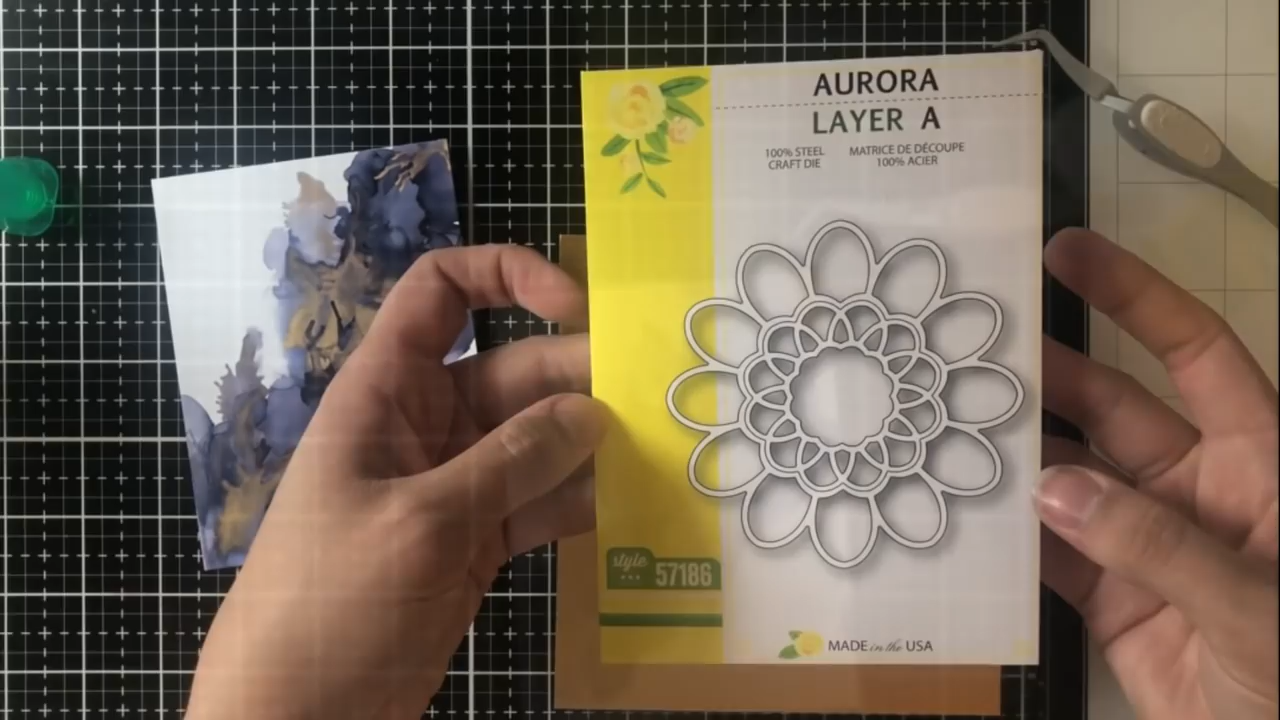 AURORA
LAYER A
100% STEEL
CRAFT DIE
MATRICE DE DÉCOUPE
100% ACIER
style
57186
MADE in the USA